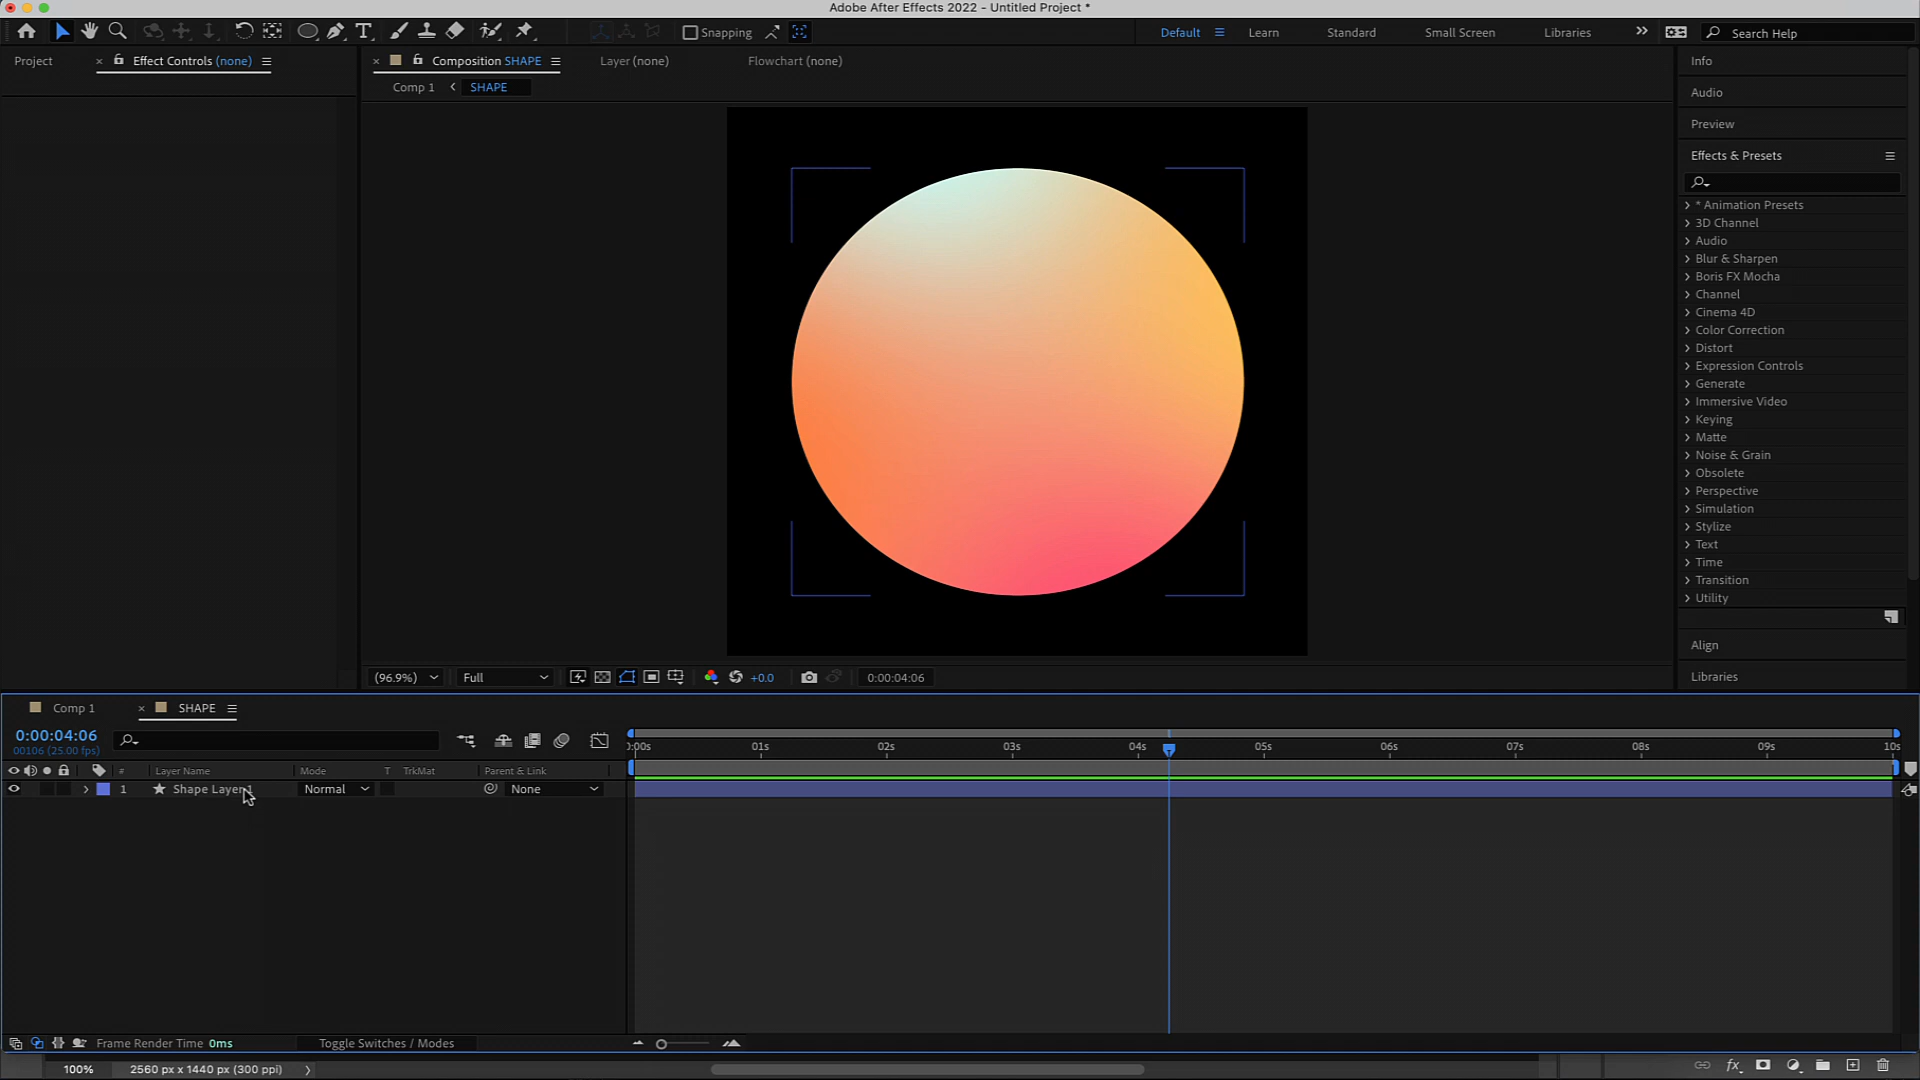 Adobe After Effects 2022 - Untitled Project *
Snapping
Default
Learn
Standard
Small Screen
Libraries
Search Help
Project
Effect Controls (none)
Composition SHAPE
Layer (none)
Flowchart (none)
Comp 1
SHAPE
Info
Audio
Preview
Effects & Presets
* Animation Presets
3D Channel
Audio
Blur & Sharpen
Boris FX Mocha
Channel
Cinema 4D
Color Correction
Distort
Expression Controls
Generate
Immersive Video
Keying
Matte
Noise & Grain
Obsolete
Perspective
Simulation
Stylize
Text
Time
Transition
Utility
Align
Libraries
(96.9%)
Full
+0.0
0:00:04:06
Comp 1
SHAPE
0:00:04:06
00106 (25.00 fps)
:00s 01s 02s 03s 04s 05s 06s 07s 08s 09s 10s
# Layer Name Mode T TrkMat Parent & Link
1 Shape Layer 1 Normal None
Frame Render Time 0ms
Toggle Switches / Modes
100% 2560 px x 1440 px (300 ppi)
fx